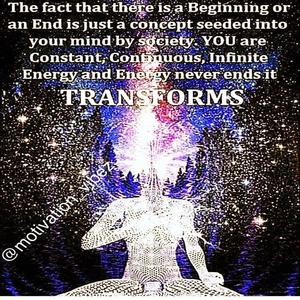 The fact that there is a Beginning or
an End is just a concept seeded into
your mind by society. YOU are
Constant, Continuous, Infinite
Energy and Energy never ends it
TRANSFORMS